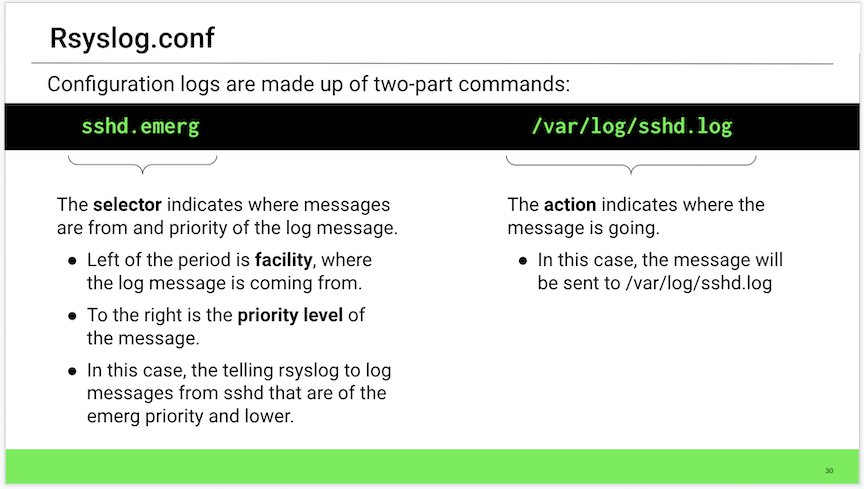 Rsyslog.conf
Configuration logs are made up of two-part commands:
sshd.emerg
/var/log/sshd.log
The selector indicates where messages
are from and priority of the log message.
● Left of the period is facility, where
the log message is coming from.
● To the right is the priority level of
the message.
● In this case, the telling rsyslog to log
messages from sshd that are of the
emerg priority and lower.
The action indicates where the
message is going.
● In this case, the message will
be sent to /var/log/sshd.log
30